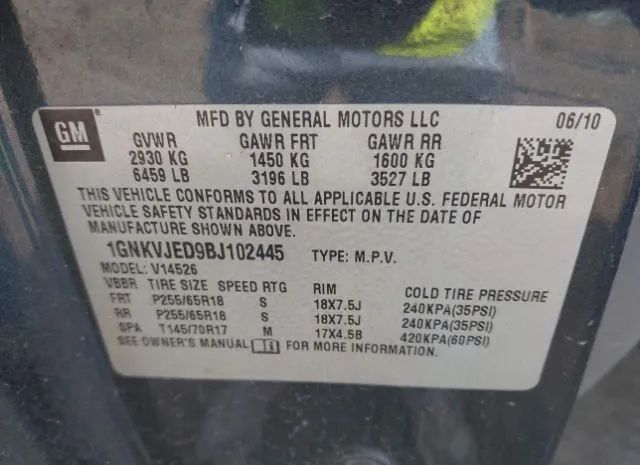 GM
MFD BY GENERAL MOTORS LLC 06/10
GVWR GAWR FRT GAWR RR
2930 KG 1450 KG 1600 KG
6459 LB 3196 LB 3527 LB
THIS VEHICLE CONFORMS TO ALL APPLICABLE U.S. FEDERAL MOTOR
VEHICLE SAFETY STANDARDS IN EFFECT ON THE DATE OF
MANUFACTURE SHOWN ABOVE.
1GNKVJED9BJ102445 TYPE: M.P.V.
MODEL: V14526
VBBR TIRE SIZE SPEED RTG RIM COLD TIRE PRESSURE
FRT P255/65R18 S 18X7.5J 240KPA(35PSI)
RR P255/65R18 S 18X7.5J 240KPA(35PSI)
SPA T145/70R17 M 17X4.5B 420KPA(60PSI)
SEE OWNER'S MANUAL FOR MORE INFORMATION.